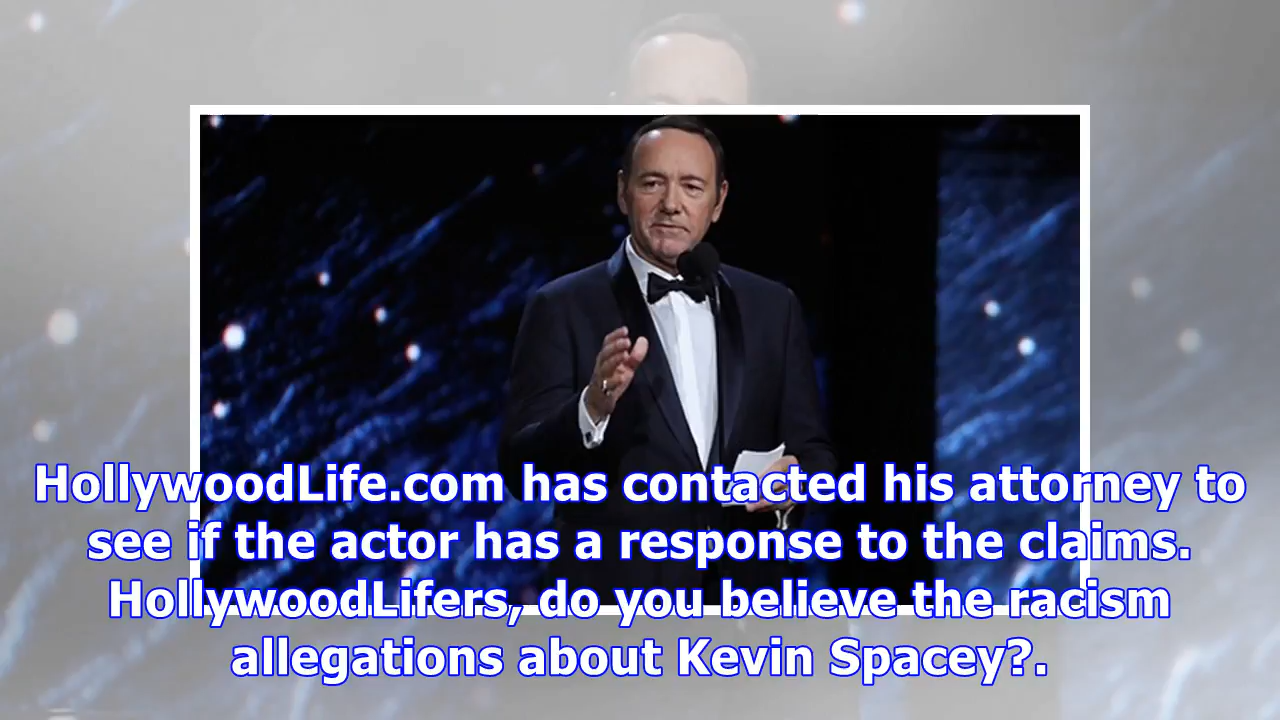 HollywoodLife.com has contacted his attorney to
see if the actor has a response to the claims.
HollywoodLifers, do you believe the racism
allegations about Kevin Spacey?.